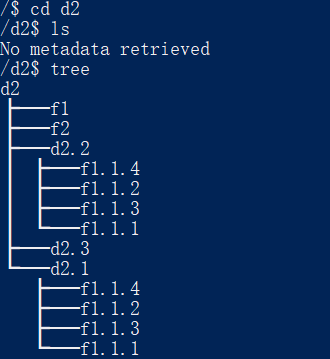 /$ cd d2
/d2$ ls
No metadata retrieved
/d2$ tree
d2
├──f1
├──f2
├──d2.2
│  ├──f1.1.4
│  ├──f1.1.2
│  ├──f1.1.3
│  └──f1.1.1
├──d2.3
└──d2.1
   ├──f1.1.4
   ├──f1.1.2
   ├──f1.1.3
   └──f1.1.1